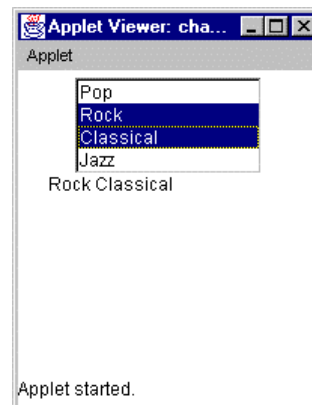 Applet Viewer: cha...
Applet
Pop
Rock
Classical
Jazz
Rock Classical
Applet started.